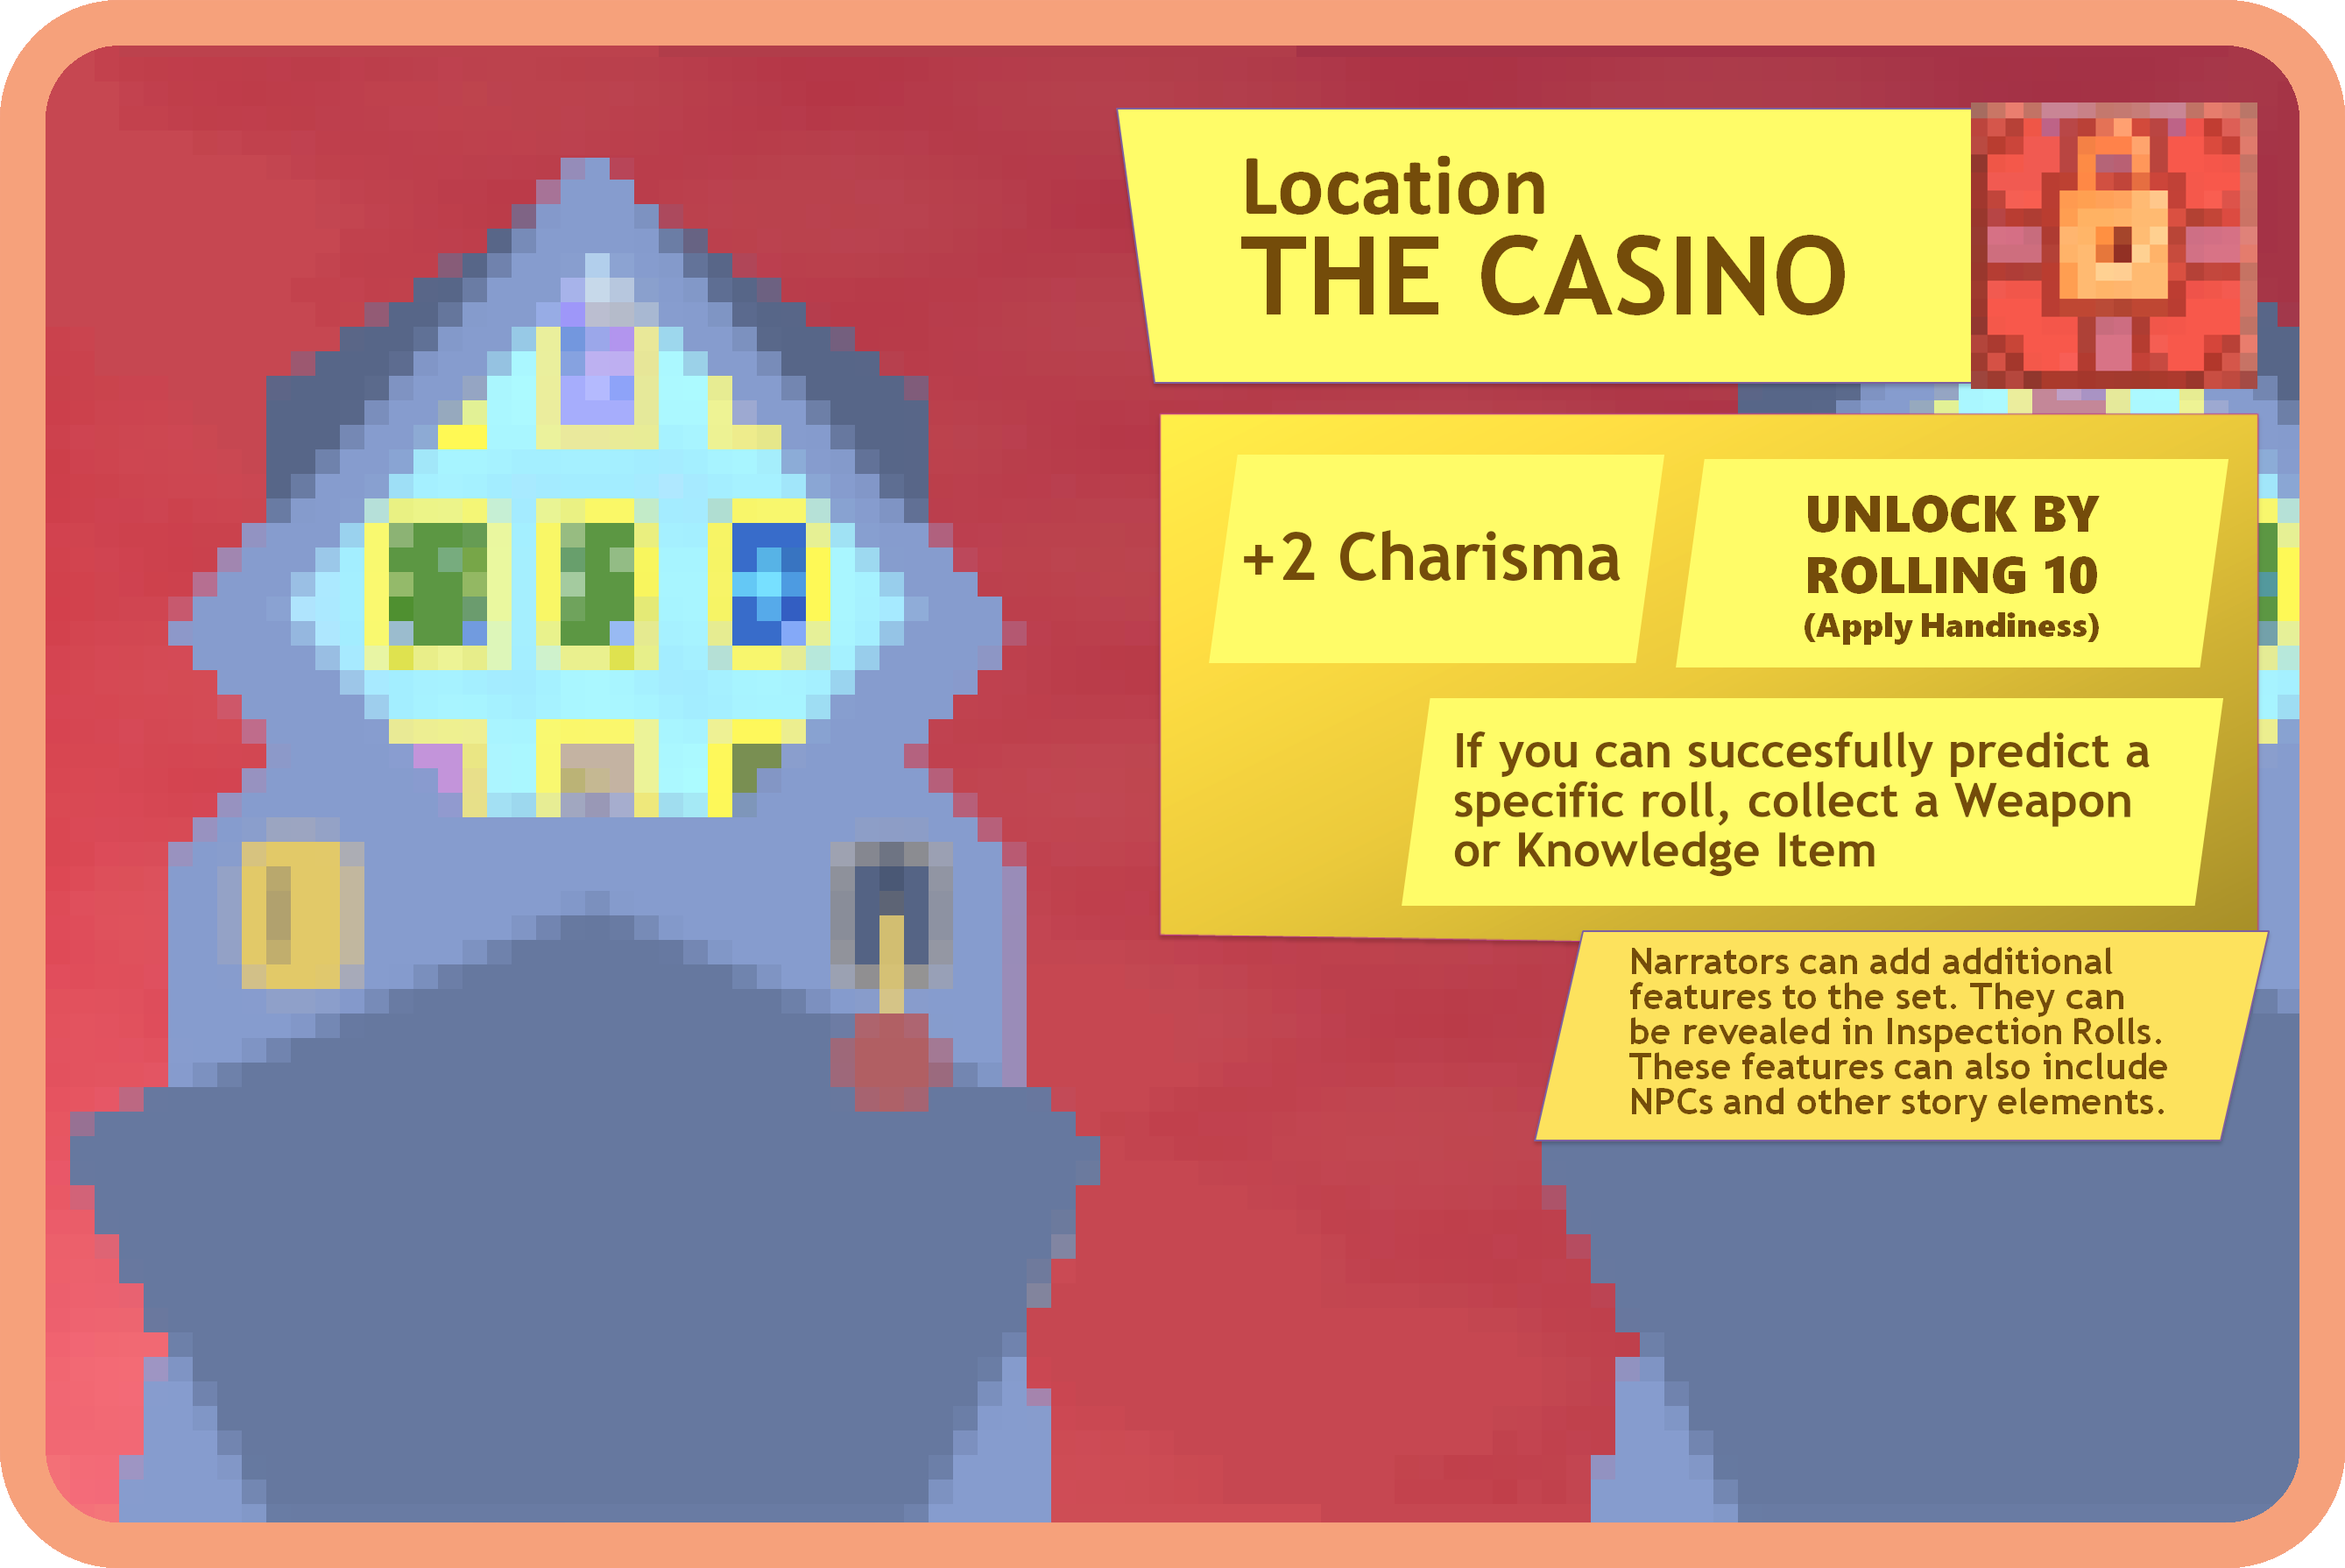 Location
THE CASINO
+2 Charisma
UNLOCK BY
ROLLING 10
(Apply Handiness)
If you can succesfully predict a
specific roll, collect a Weapon
or Knowledge Item
Narrators can add additional
features to the set. They can
be revealed in Inspection Rolls.
These features can also include
NPCs and other story elements.